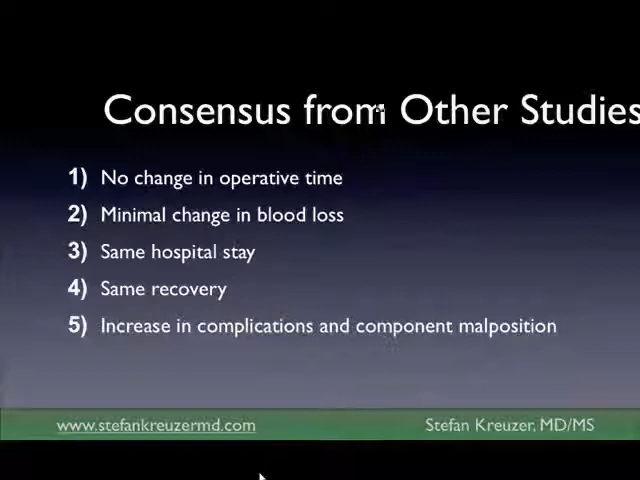 Consensus from Other Studies
1) No change in operative time
2) Minimal change in blood loss
3) Same hospital stay
4) Same recovery
5) Increase in complications and component malposition
www.stefankreuzermd.com
Stefan Kreuzer, MD/MS